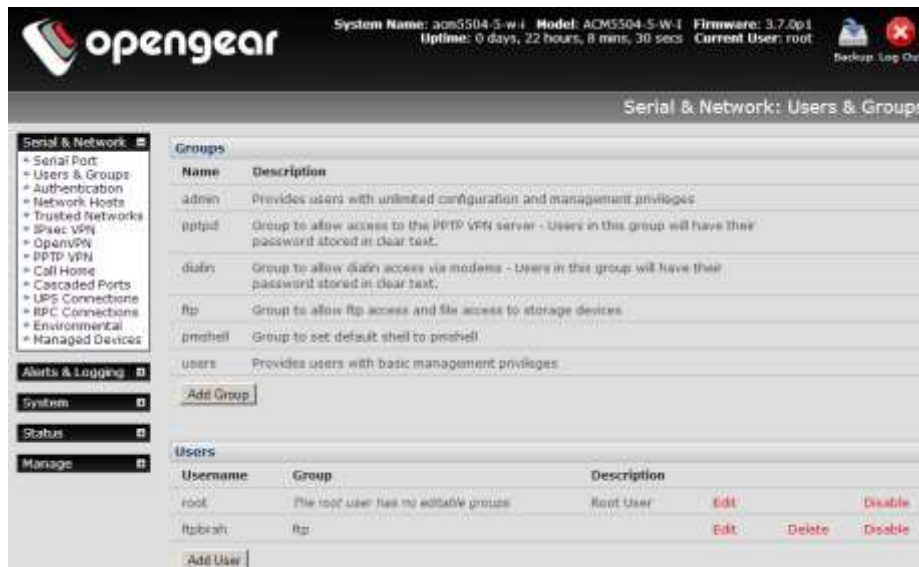 opengear
System Name: acm5504-5-w-i Model: ACM5504-5-W-I Firmware: 3.7.0p1
Uptime: 0 days, 22 hours, 8 mins, 30 secs Current User: root
Backup Log Ou
Serial & Network: Users & Groups
Serial & Network
Serial Port
Users & Groups
Authentication
Network Hosts
Trusted Networks
IPsec VPN
OpenVPN
PPTP VPN
Call Home
Cascaded Ports
UPS Connections
RPC Connections
Environmental
Managed Devices
Alerts & Logging
System
Status
Manage
Groups
Name Description
admin Provides users with unlimited configuration and management privileges
pptpd Group to allow access to the PPTP VPN server - Users in this group will have their
password stored in clear text.
dialin Group to allow dialin access via modems - Users in this group will have their
password stored in clear text.
ftp Group to allow ftp access and file access to storage devices
pmshell Group to set default shell to pmshell
users Provides users with basic management privileges
Add Group
Users
Username Group Description
root The root user has no editable groups Root User Edit Disable
ftp Edit Delete Disable
Add User